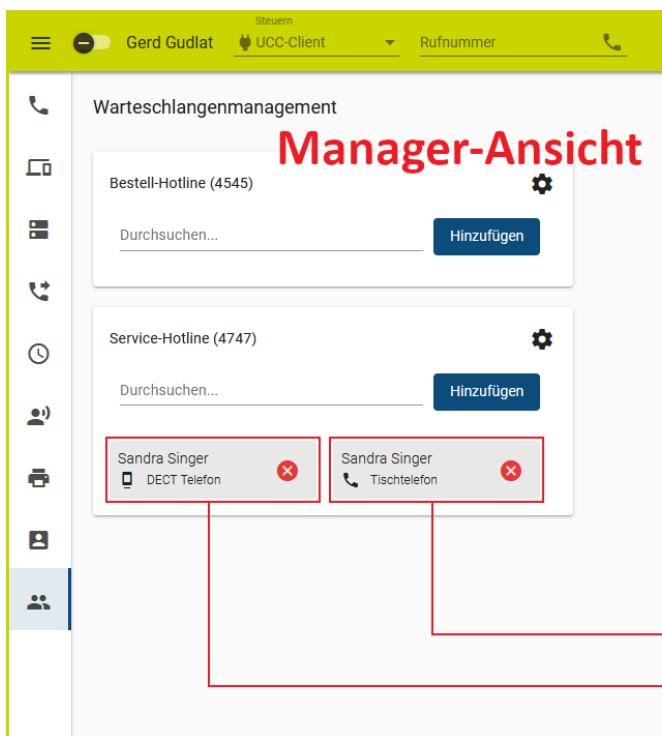 Steuern
Gerd Gudlat UCC-Client Rufnummer
Warteschlangenmanagement
Manager-Ansicht
Bestell-Hotline (4545)
Durchsuchen... Hinzufügen
Service-Hotline (4747)
Durchsuchen... Hinzufügen
Sandra Singer Sandra Singer
DECT Telefon Tischtelefon